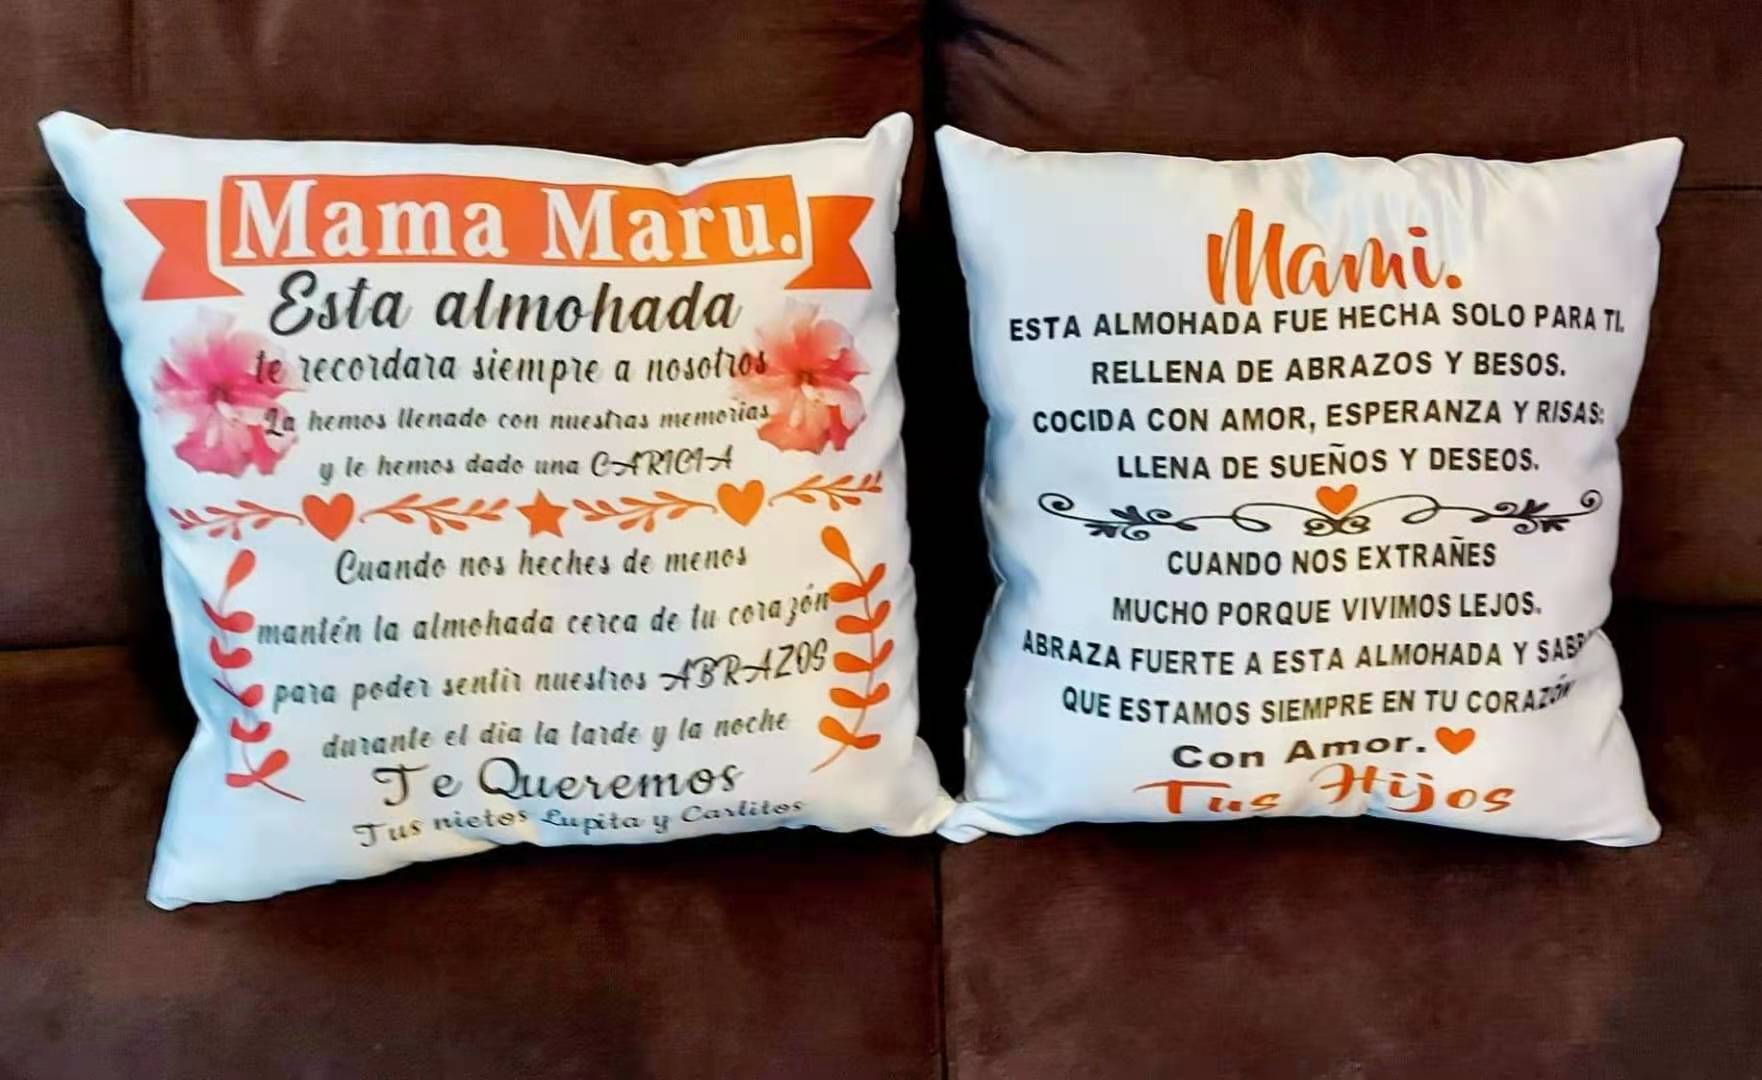 Mama Maru.
Esta almohada
te recordara siempre a nosotros
La hemos llenado con nuestras memorias
y le hemos dado una CARICIA
Cuando nos heches de menos
mantén la almohada cerca de tu corazón
para poder sentir nuestros ABRAZOS
durante el dia la tarde y la noche
Te Queremos
Tus nietos Lupita y Carlitos
Mami.
ESTA ALMOHADA FUE HECHA SOLO PARA TI.
RELLENA DE ABRAZOS Y BESOS.
COCIDA CON AMOR, ESPERANZA Y RISAS:
LLENA DE SUEÑOS Y DESEOS.
CUANDO NOS EXTRAÑES
MUCHO PORQUE VIVIMOS LEJOS.
ABRAZA FUERTE A ESTA ALMOHADA Y
QUE ESTAMOS SIEMPRE EN TU CORAZÓN
Con Amor.
Tus Hijos